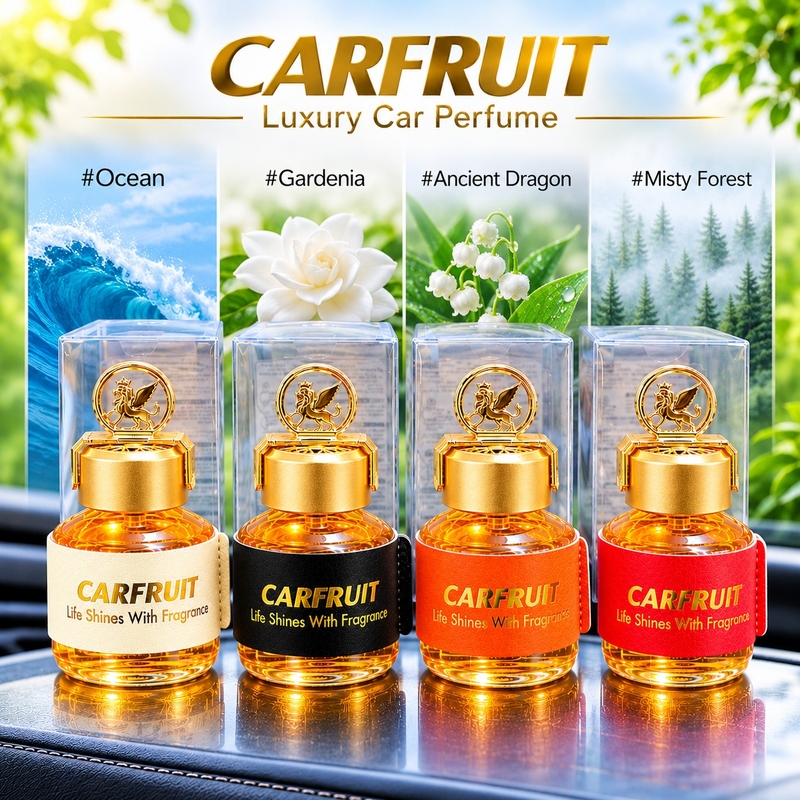 CARFRUIT
Luxury Car Perfume
#Ocean
#Gardenia
#Ancient Dragon
#Misty Forest
CARFRUIT
Life Shines With Fragrance
CARFRUIT
Life Shines With Fragrance
CARFRUIT
Life Shines With Fragrance
CARFRUIT
Life Shines With Fragrance